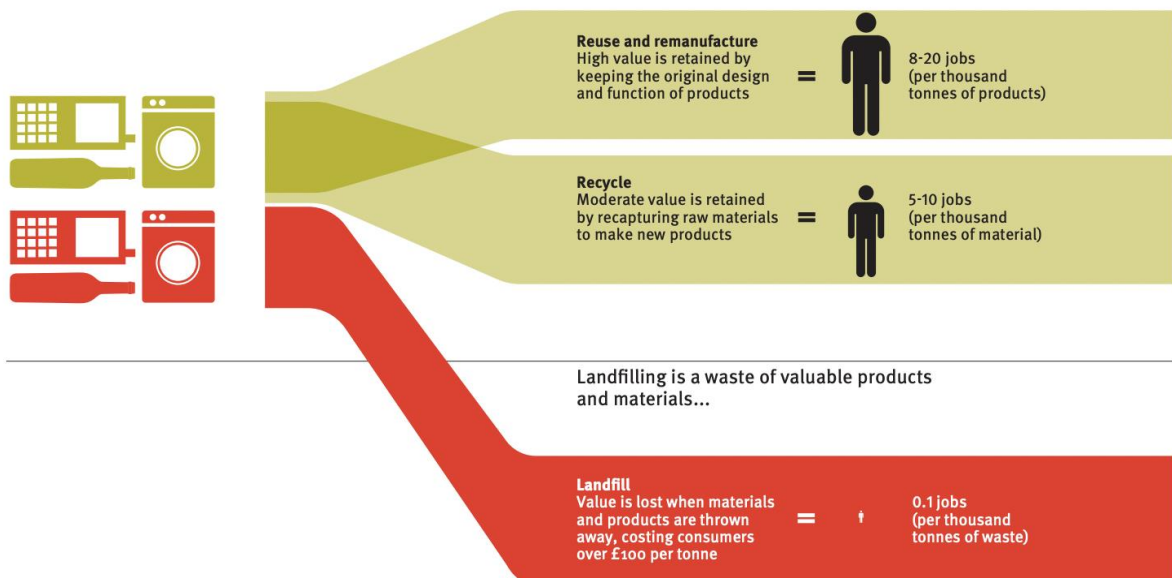 Reuse and remanufacture
High value is retained by
keeping the original design
and function of products
=
8-20 jobs
(per thousand
tonnes of products)
Recycle
Moderate value is retained
by recapturing raw materials
to make new products
=
5-10 jobs
(per thousand
tonnes of material)
Landfilling is a waste of valuable products
and materials...
Landfill
Value is lost when materials
and products are thrown
away, costing consumers
over £100 per tonne
=
0.1 jobs
(per thousand
tonnes of waste)